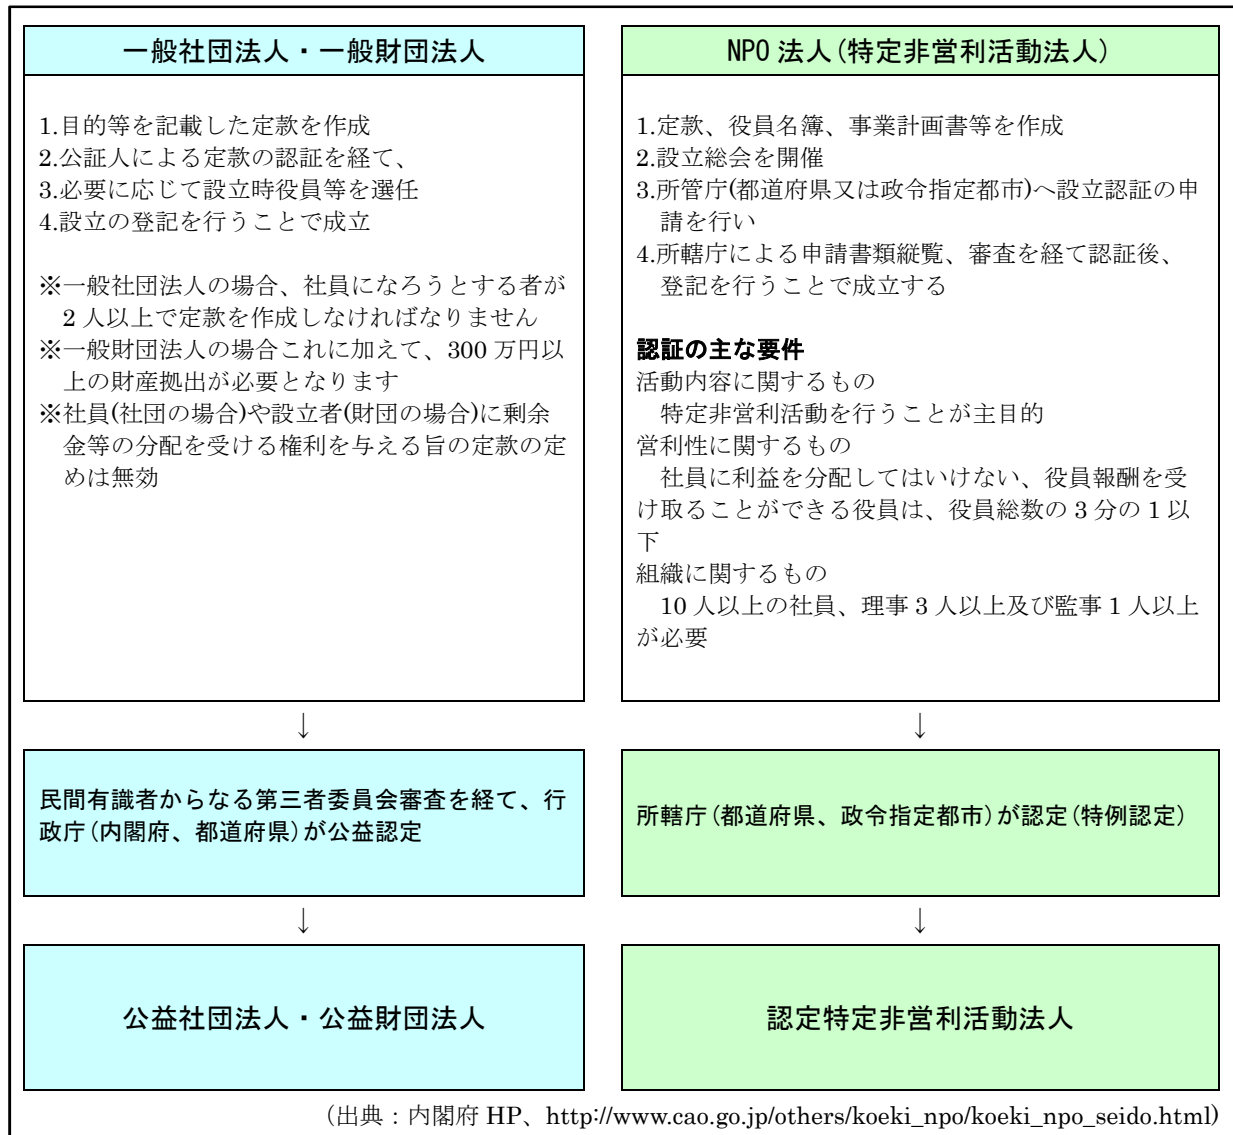 一般社団法人・一般財団法人
1.目的等を記載した定款を作成
2.公証人による定款の認証を経て、
3.必要に応じて設立時役員等を選任
4.設立の登記を行うことで成立
※一般社団法人の場合、社員になろうとする者が
2 人以上で定款を作成しなければなりません
※一般財団法人の場合これに加えて、300 万円以
上の財産拠出が必要となります
※社員(社団の場合)や設立者(財団の場合)に剰余
金等の分配を受ける権利を与える旨の定款の定
めは無効
NPO 法人(特定非営利活動法人)
1.定款、役員名簿、事業計画書等を作成
2.設立総会を開催
3.所管庁(都道府県又は政令指定都市)へ設立認証の申
請を行い
4.所轄庁による申請書類縦覧、審査を経て認証後、
登記を行うことで成立する
認証の主な要件
活動内容に関するもの
特定非営利活動を行うことが主目的
営利性に関するもの
社員に利益を分配してはいけない、役員報酬を受
け取ることができる役員は、役員総数の 3 分の 1 以
下
組織に関するもの
10 人以上の社員、理事 3 人以上及び監事 1 人以上
が必要
↓
↓
民間有識者からなる第三者委員会審査を経て、行
政庁(内閣府、都道府県)が公益認定
所轄庁(都道府県、政令指定都市)が認定(特例認定)
↓
↓
公益社団法人・公益財団法人
認定特定非営利活動法人
(出典：内閣府 HP、http://www.cao.go.jp/others/koeki_npo/koeki_npo_seido.html)